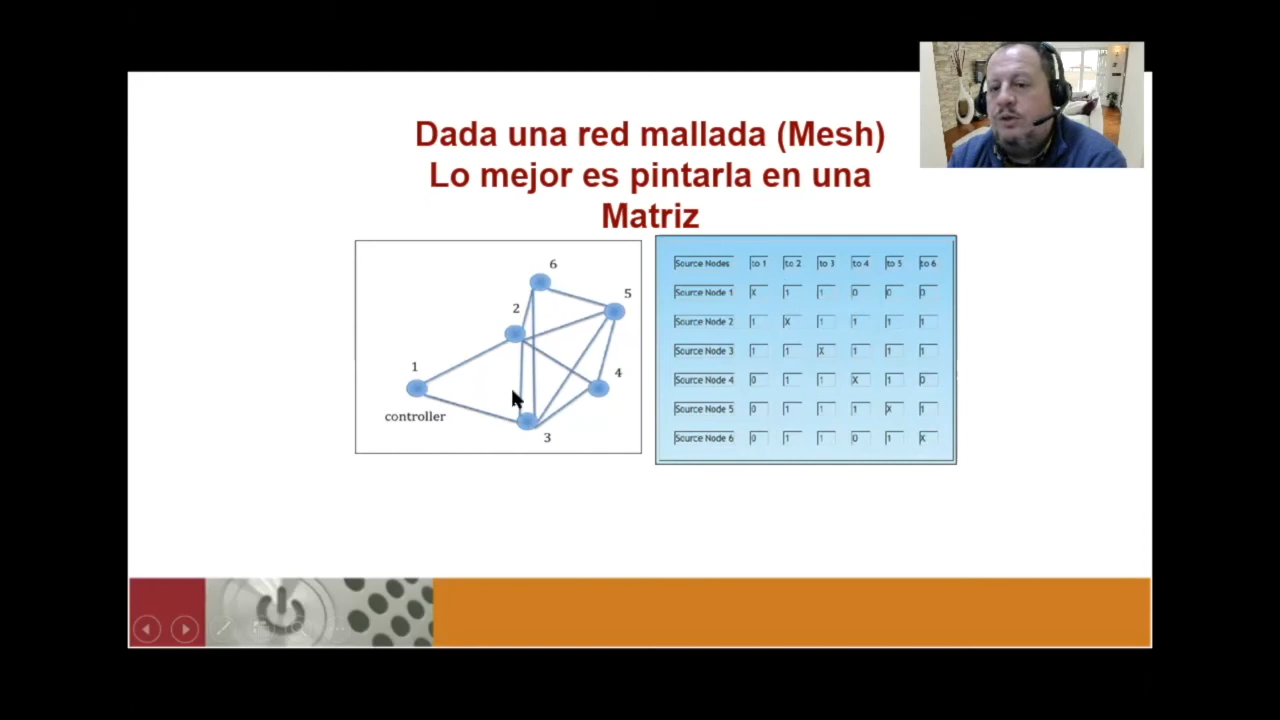 Dada una red mallada (Mesh)
Lo mejor es pintarla en una
Matriz
6
5
2
1
4
controller
3
Source Nodes to 1 to 2 to 3 to 4 to 5 to 6
Source Node 1 X 1 1 0 0 0
Source Node 2 1 X 1 1 1 1
Source Node 3 1 1 X 1 1 1
Source Node 4 0 1 1 X 1 0
Source Node 5 0 1 1 1 X 1
Source Node 6 0 1 1 0 1 X